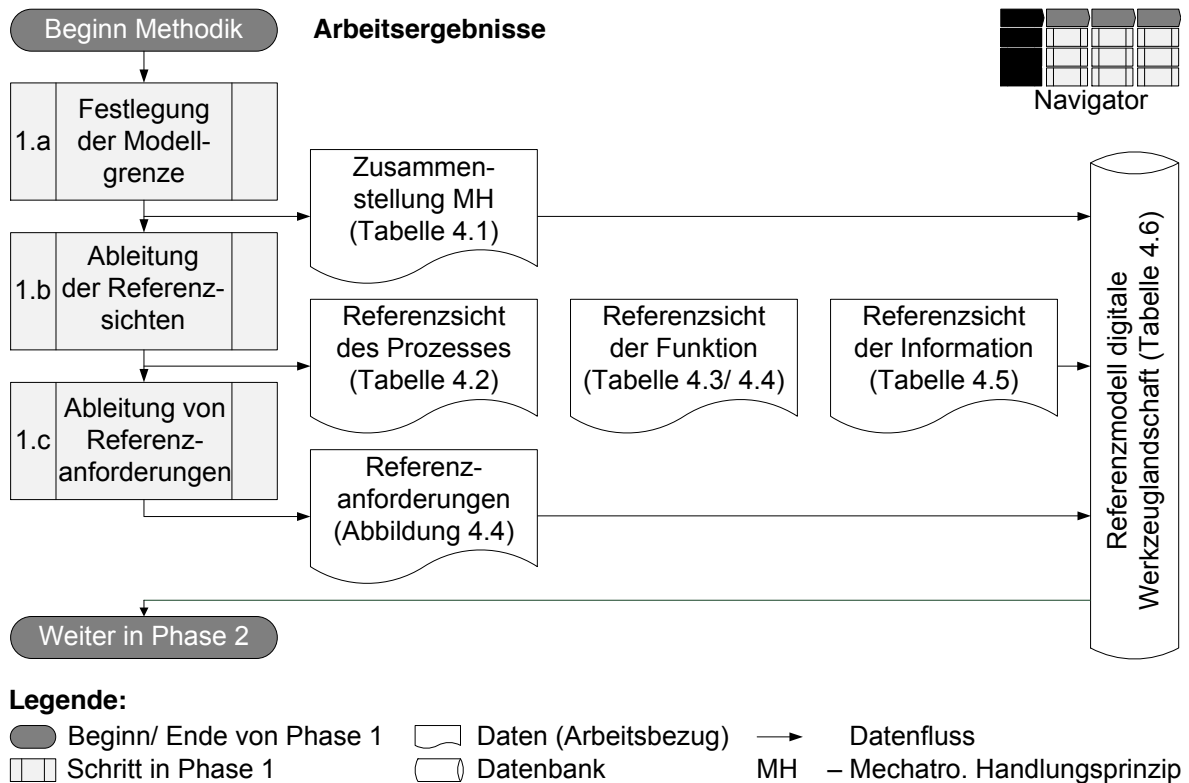 Beginn Methodik
Arbeitsergebnisse
Navigator
1.a
Festlegung
der Modell-
grenze
Zusammen-
stellung MH
(Tabelle 4.1)
1.b
Ableitung
der Referenz-
sichten
Referenzsicht
des Prozesses
(Tabelle 4.2)
Referenzsicht
der Funktion
(Tabelle 4.3/ 4.4)
Referenzsicht
der Information
(Tabelle 4.5)
1.c
Ableitung von
Referenz-
anforderungen
Referenz-
anforderungen
(Abbildung 4.4)
Referenzmodell digitale
Werkzeuglandschaft (Tabelle 4.6)
Weiter in Phase 2
Legende:
Beginn/ Ende von Phase 1
Daten (Arbeitsbezug)
Datenfluss
Schritt in Phase 1
Datenbank
MH – Mechatro. Handlungsprinzip